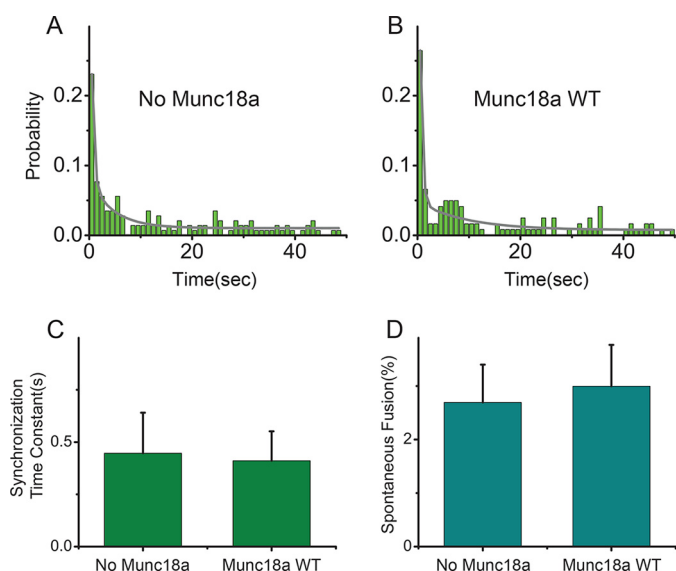 A
No Munc18a
Probability
0.2
0.1
0.0
0 20 40
Time(sec)
B
Munc18a WT
0.2
0.1
0.0
0 20 40
Time(sec)
C
Synchronization
Time Constant(s)
0.5
0.0
No Munc18a Munc18a WT
D
Spontaneous Fusion(%)
2
0
No Munc18a Munc18a WT